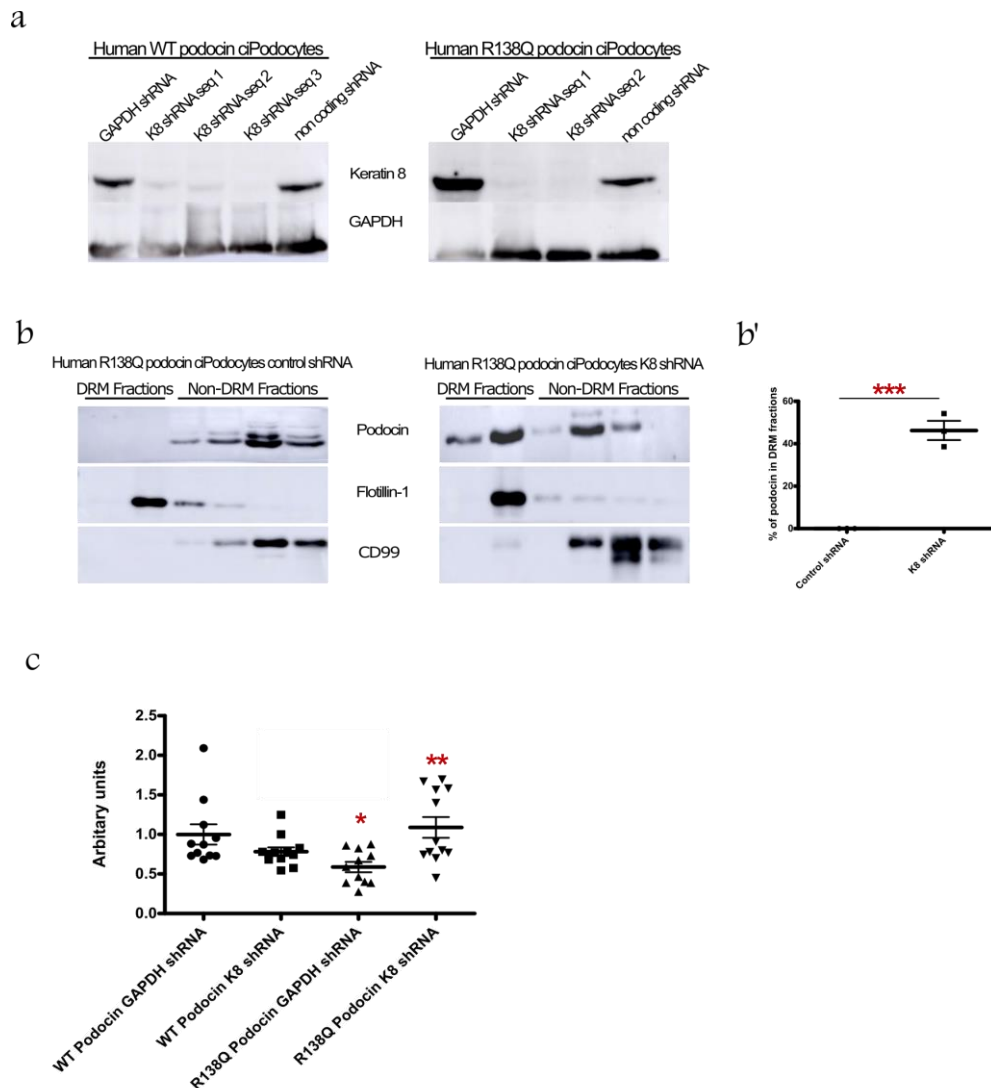 a
Human WT podocin ciPodocytes
Human R138Q podocin ciPodocytes
GAPDH shRNA
K8 shRNA seq 1
K8 shRNA seq 2
K8 shRNA seq 3
non coding shRNA
GAPDH shRNA
K8 shRNA seq 1
K8 shRNA seq 2
non coding shRNA
Keratin 8
GAPDH
b
Human R138Q podocin ciPodocytes control shRNA
Human R138Q podocin ciPodocytes K8 shRNA
DRM Fractions
Non-DRM Fractions
DRM Fractions
Non-DRM Fractions
Podocin
Flotillin-1
CD99
b'
***
% of podocin in DRM fractions
60
40
20
0
Control shRNA
K8 shRNA
c
Arbitary units
2.5
2.0
1.5
1.0
0.5
0.0
*
**
WT Podocin GAPDH shRNA
WT Podocin K8 shRNA
R138Q Podocin GAPDH shRNA
R138Q Podocin K8 shRNA